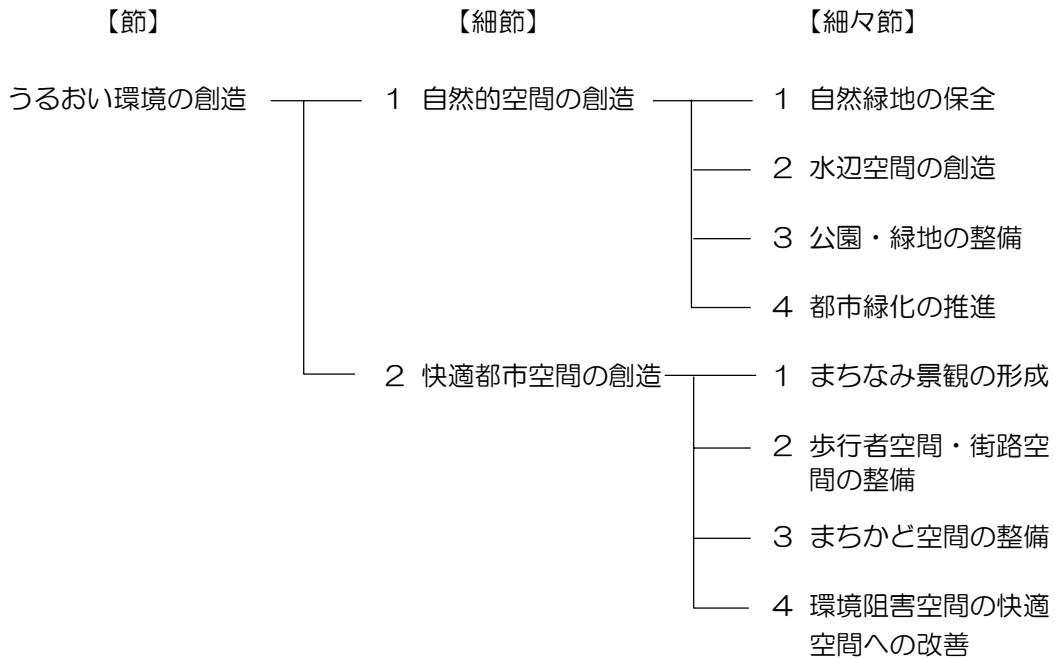 【節】 【細節】 【細々節】
うるおい環境の創造 1 自然的空間の創造 1 自然緑地の保全
2 水辺空間の創造
3 公園・緑地の整備
4 都市緑化の推進
2 快適都市空間の創造 1 まちなみ景観の形成
2 歩行者空間・街路空
間の整備
3 まちかど空間の整備
4 環境阻害空間の快適
空間への改善